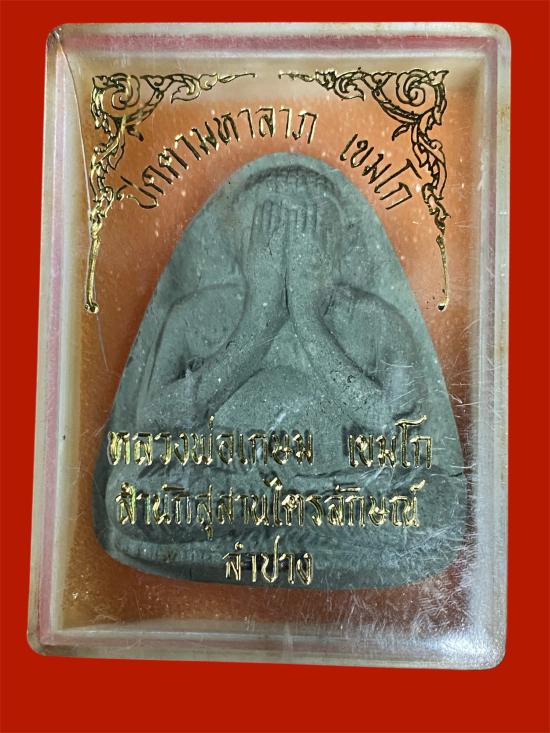 ปิดตามหาลาภ เขมโก
หลวงพ่อเกษม เขมโก
สำนักสุสานไตรลักษณ์
ลำปาง